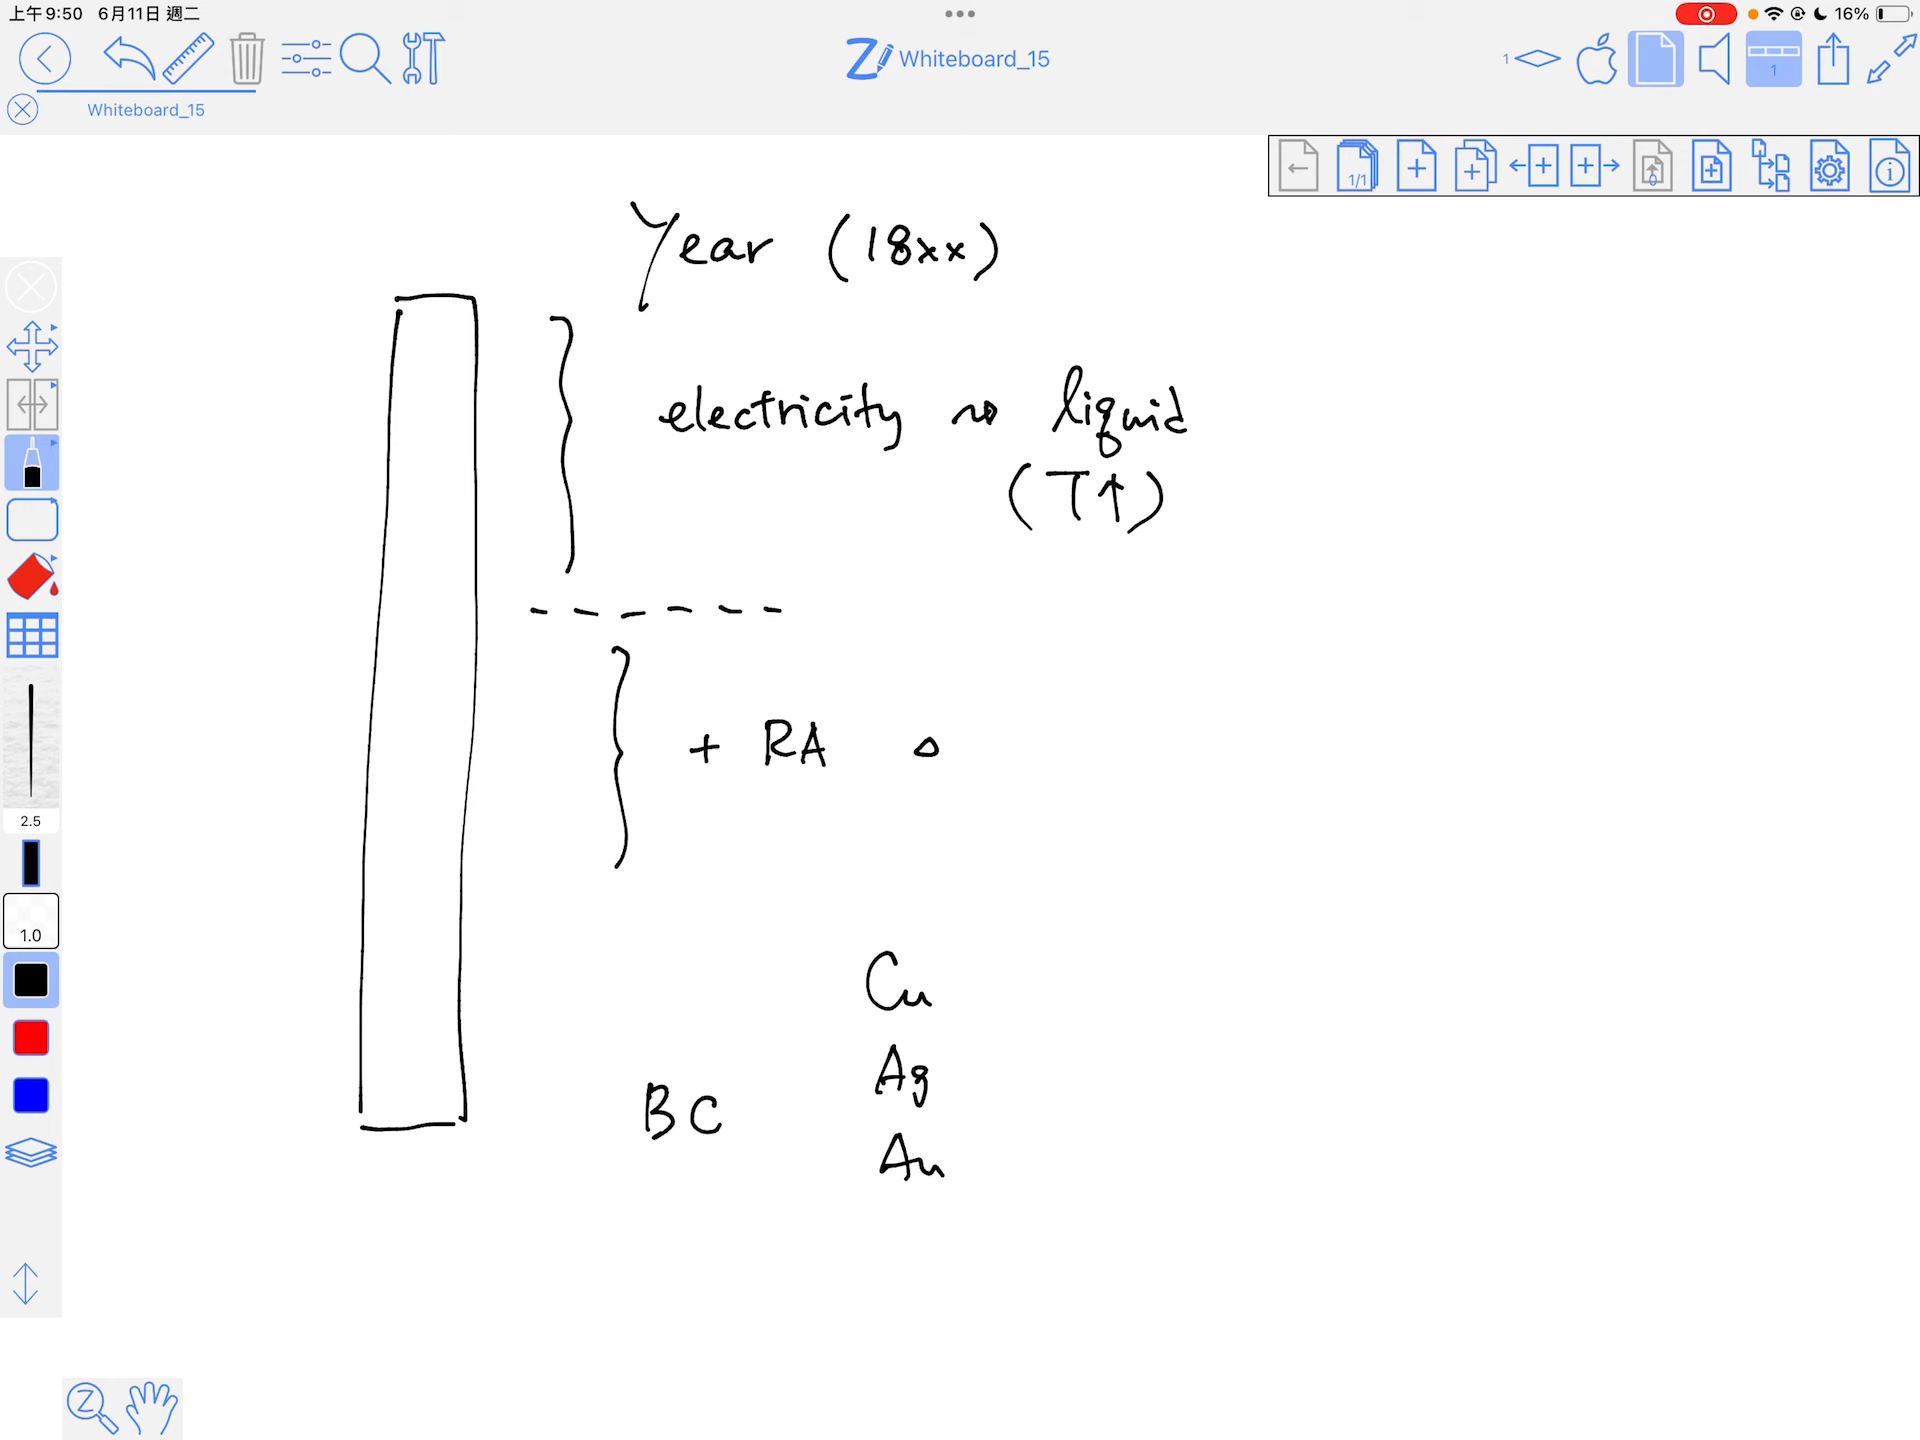 上午9:50 6月11日 週二
16%
Whiteboard_15
1
1
Whiteboard_15
1/1
0
Year (18xx)
electricity ⇝ liquid
(T↑)
+ RA △
2.5
1.0
Cu
Ag
BC
Au